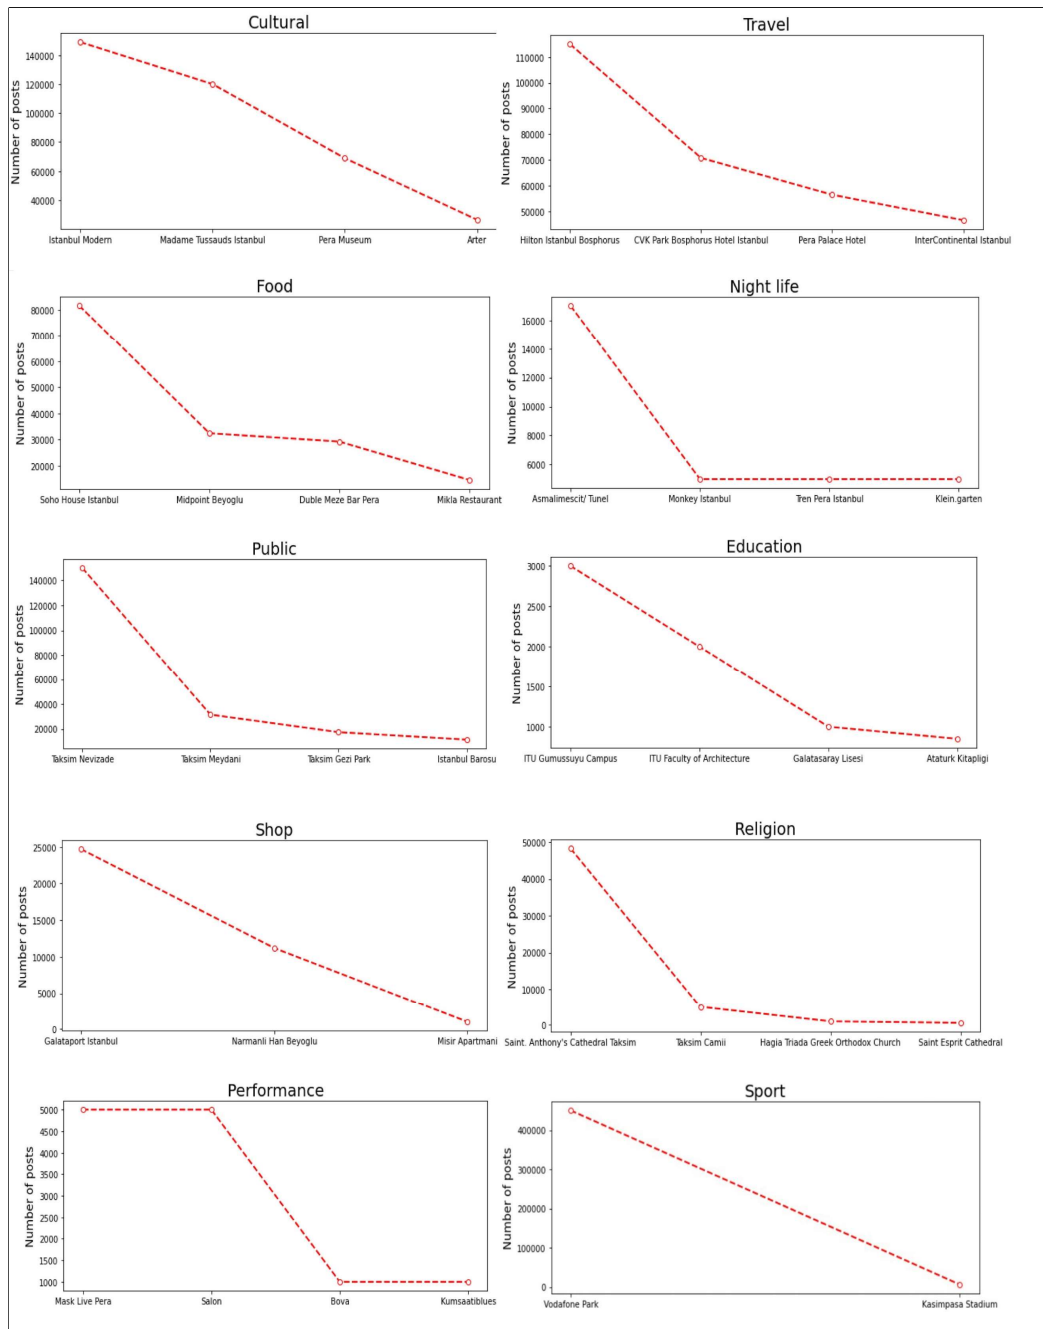 Cultural
Number of posts
140000
120000
100000
80000
60000
40000
Istanbul Modern Madame Tussauds Istanbul Pera Museum Arter
Travel
Number of posts
110000
100000
90000
80000
70000
60000
50000
Hilton Istanbul Bosphorus CVK Park Bosphorus Hotel Istanbul Pera Palace Hotel InterContinental Istanbul
Food
Number of posts
80000
70000
60000
50000
40000
30000
20000
Soho House Istanbul Midpoint Beyoglu Duble Meze Bar Pera Mikla Restaurant
Night life
Number of posts
16000
14000
12000
10000
8000
6000
Asmalimescit/ Tunel Monkey Istanbul Tren Pera Istanbul Klein.garten
Public
Number of posts
140000
120000
100000
80000
60000
40000
20000
Taksim Nevizade Taksim Meydani Taksim Gezi Park Istanbul Barosu
Education
Number of posts
3000
2500
2000
1500
1000
ITU Gumussuyu Campus ITU Faculty of Architecture Galatasaray Lisesi Ataturk Kitapligi
Shop
Number of posts
25000
20000
15000
10000
5000
0
Galataport Istanbul Narmanli Han Beyoglu Misir Apartmani
Religion
Number of posts
50000
40000
30000
20000
10000
0
Saint. Anthony's Cathedral Taksim Taksim Camii Hagia Triada Greek Orthodox Church Saint Esprit Cathedral
Performance
Number of posts
5000
4500
4000
3500
3000
2500
2000
1500
1000
Mask Live Pera Salon Bova Kumsaatiblues
Sport
Number of posts
400000
300000
200000
100000
0
Vodafone Park Kasimpasa Stadium